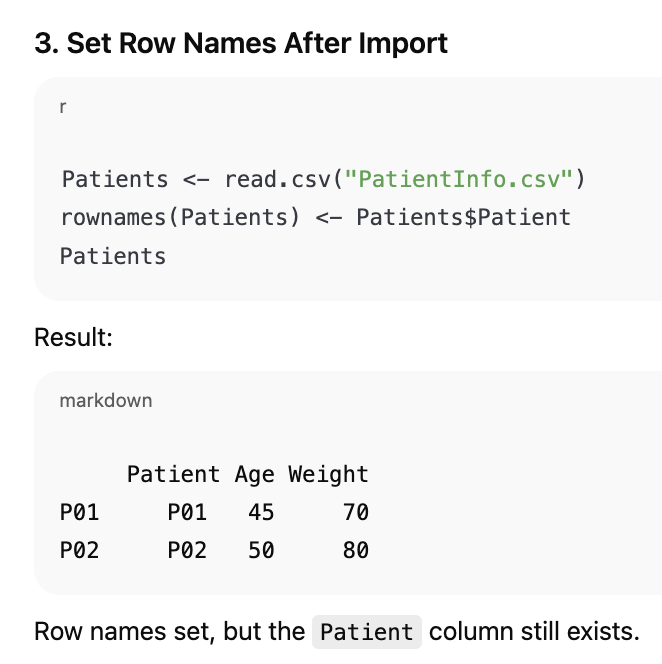 3. Set Row Names After Import
r
Patients <- read.csv("PatientInfo.csv")
rownames(Patients) <- Patients$Patient
Patients
Result:
markdown
Patient Age Weight
P01 P01 45 70
P02 P02 50 80
Row names set, but the Patient column still exists.